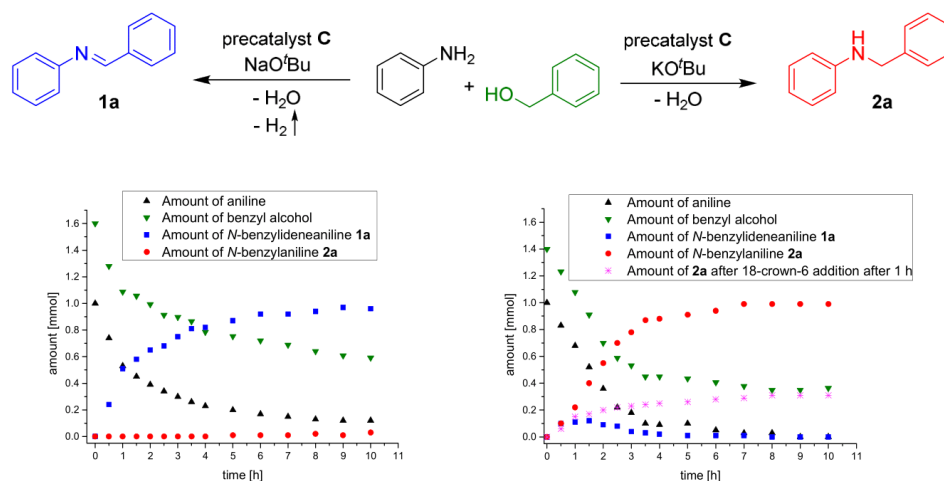 N
1a
precatalyst C
NaOᵗBu
- H₂O
- H₂
NH₂
+
HO
precatalyst C
KOᵗBu
- H₂O
H
N
2a
Amount of aniline
Amount of benzyl alcohol
Amount of N-benzylideneaniline 1a
Amount of N-benzylaniline 2a
amount [mmol]
1.6
1.4
1.2
1.0
0.8
0.6
0.4
0.2
0.0
0 1 2 3 4 5 6 7 8 9 10 11
time [h]
Amount of aniline
Amount of benzyl alcohol
Amount of N-benzylideneaniline 1a
Amount of N-benzylaniline 2a
Amount of 2a after 18-crown-6 addition after 1 h
amount [mmol]
1.6
1.4
1.2
1.0
0.8
0.6
0.4
0.2
0.0
0 1 2 3 4 5 6 7 8 9 10 11
time [h]